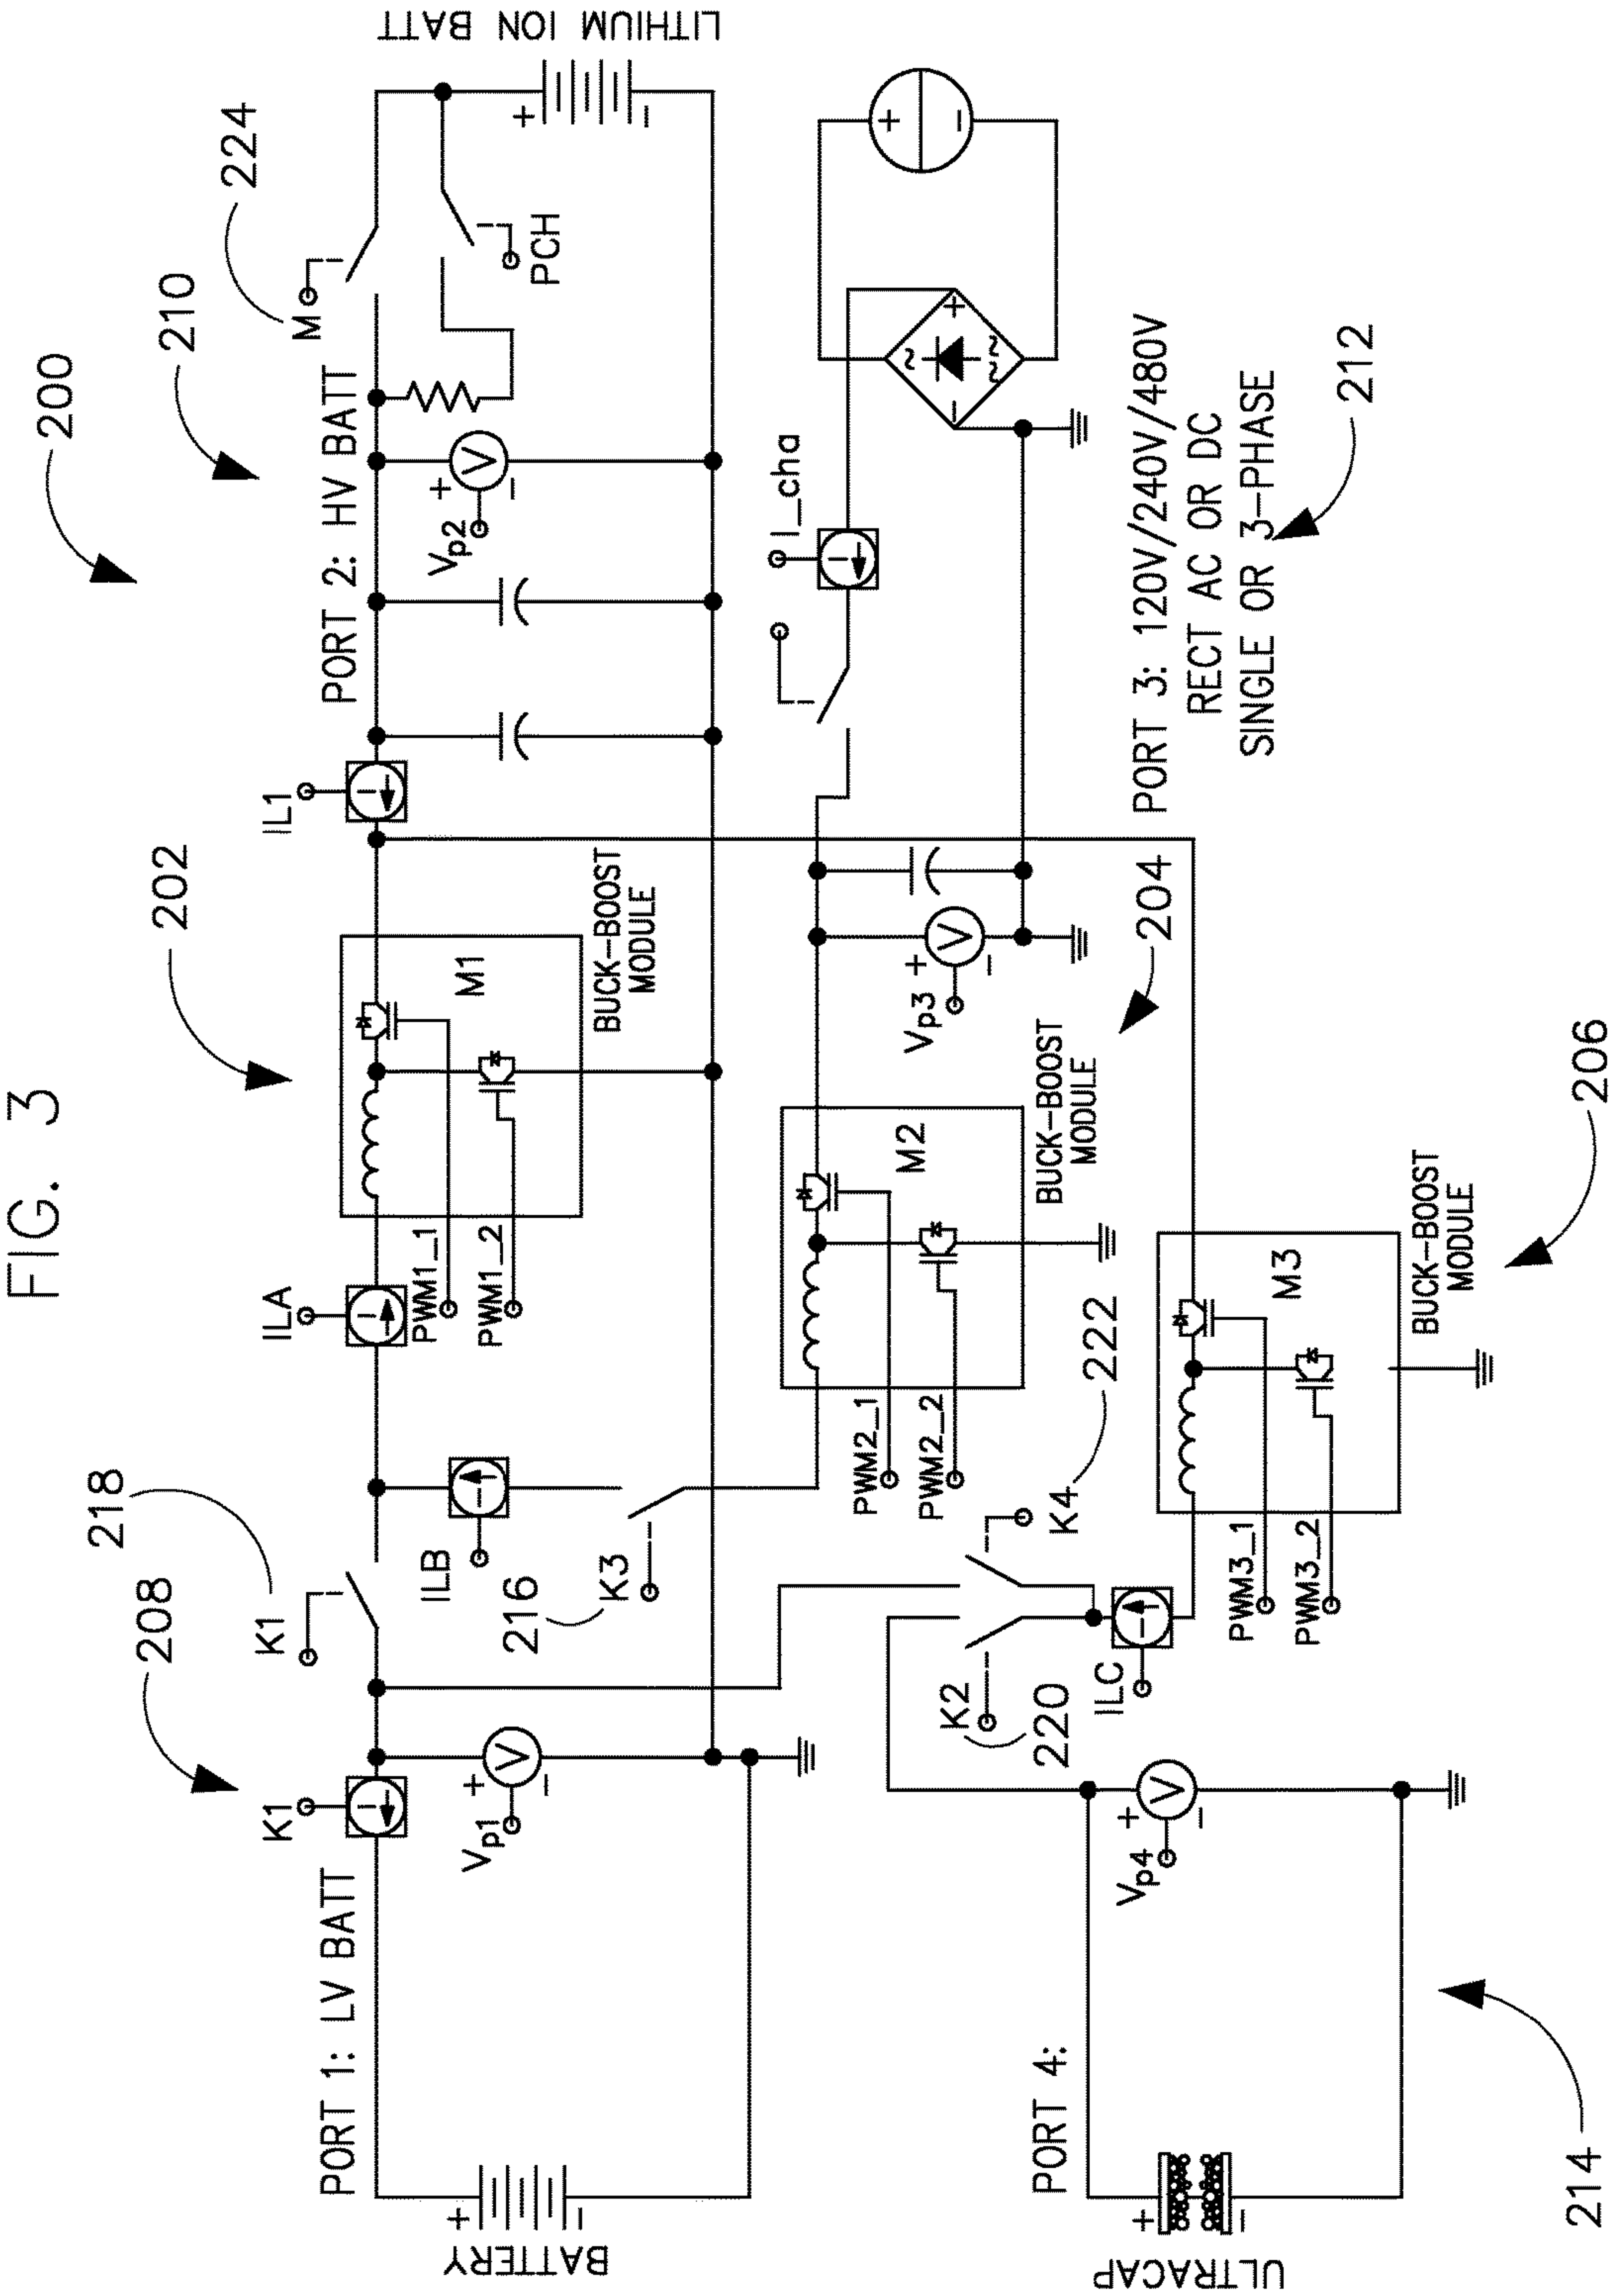 FIG. 3
200
202
210
224
208
218
PORT 1: LV BATT
K1
K1
ILA
IL1
PORT 2: HV BATT
M
LITHIUM ION BATT
+
−
PCH
Vp2
+
−
V
M1
BUCK−BOOST
MODULE
PWM1_1
PWM1_2
ILB
216
K3
Vp1
+
−
V
BATTERY
+
−
I_cha
+
−
+
−
~
~
~
M2
BUCK−BOOST
MODULE
204
PWM2_1
PWM2_2
Vp3
+
−
V
PORT 3: 120V/240V/480V
RECT AC OR DC
SINGLE OR 3−PHASE
212
K2
220
K4
222
ILC
PORT 4:
Vp4
+
−
V
ULTRACAP
+
−
214
M3
BUCK−BOOST
MODULE
206
PWM3_1
PWM3_2